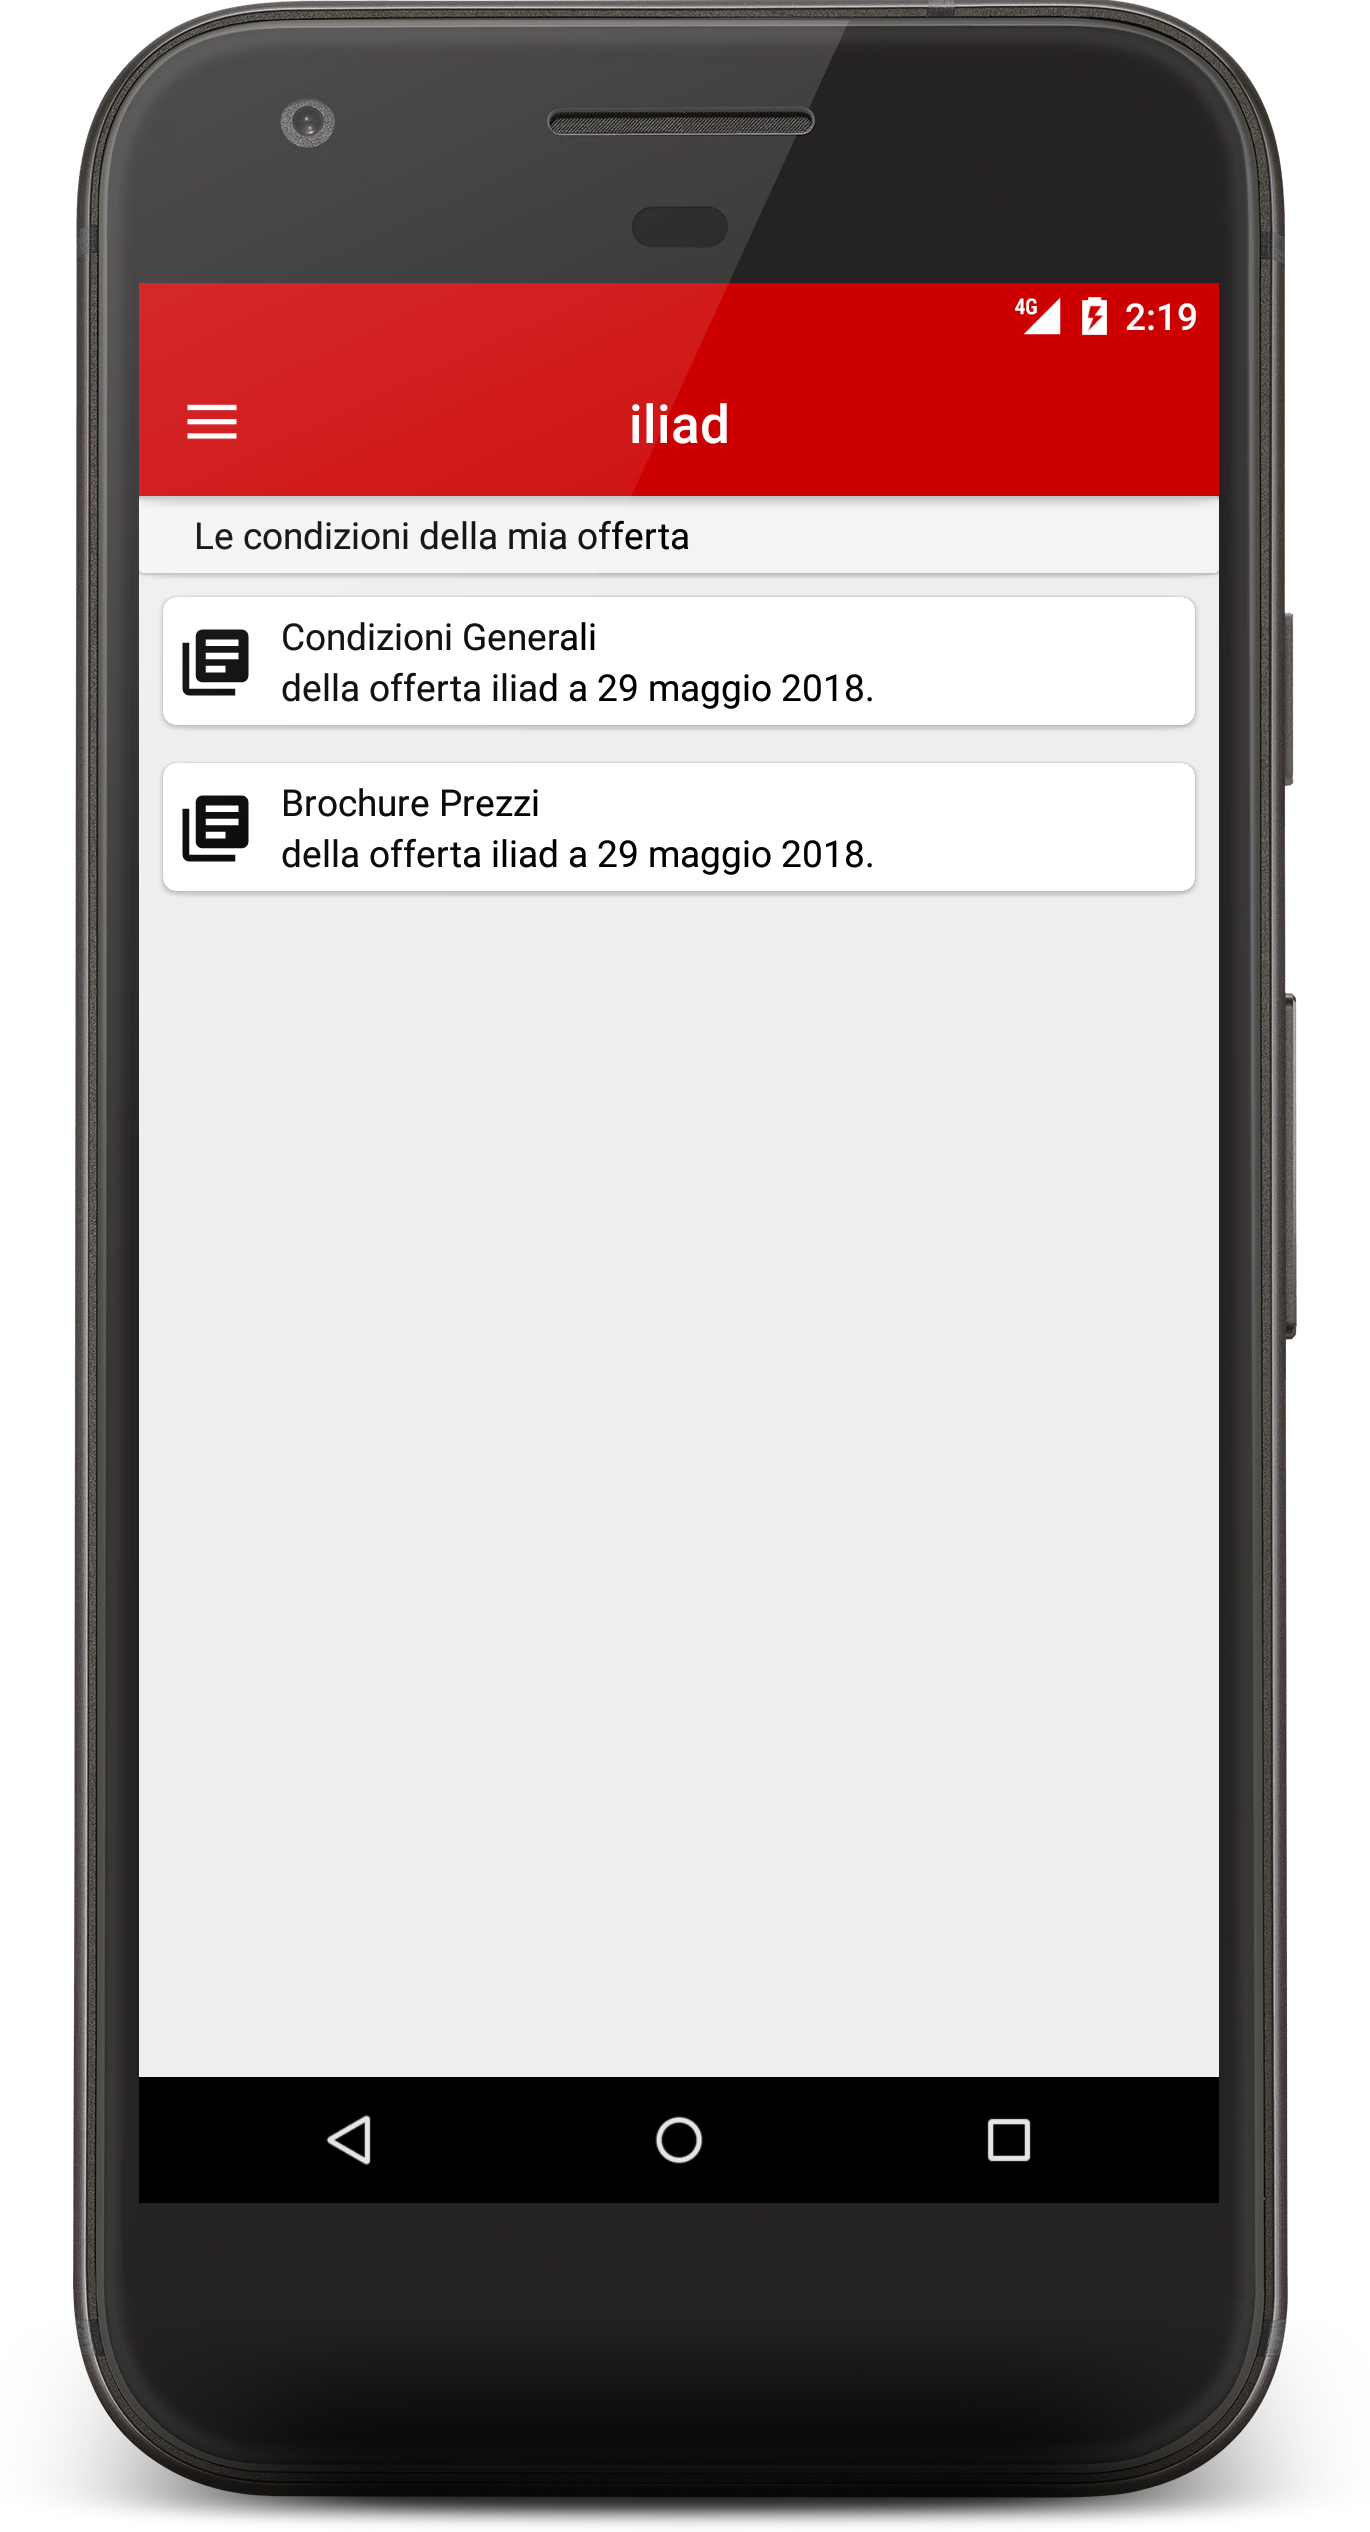 4G 2:19
iliad
Le condizioni della mia offerta
Condizioni Generali
della offerta iliad a 29 maggio 2018.
Brochure Prezzi
della offerta iliad a 29 maggio 2018.